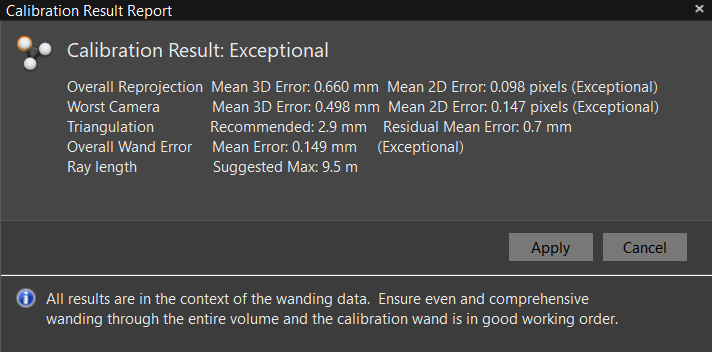 Calibration Result Report
Calibration Result: Exceptional
Overall Reprojection Mean 3D Error: 0.660 mm Mean 2D Error: 0.098 pixels (Exceptional)
Worst Camera Mean 3D Error: 0.498 mm Mean 2D Error: 0.147 pixels (Exceptional)
Triangulation Recommended: 2.9 mm Residual Mean Error: 0.7 mm
Overall Wand Error Mean Error: 0.149 mm (Exceptional)
Ray length Suggested Max: 9.5 m
Apply Cancel
All results are in the context of the wanding data. Ensure even and comprehensive
wanding through the entire volume and the calibration wand is in good working order.